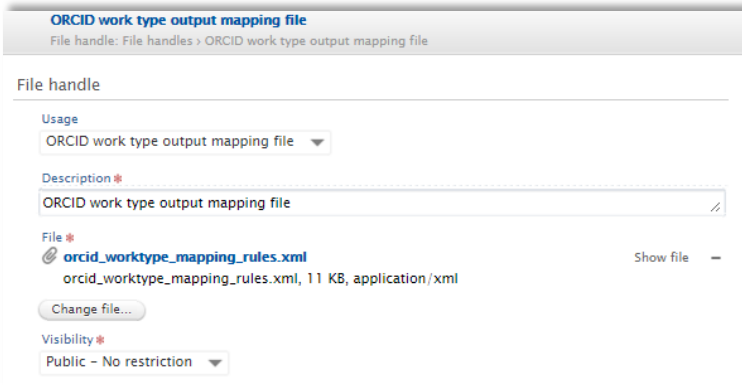 ORCID work type output mapping file
File handle: File handles › ORCID work type output mapping file
File handle
Usage
ORCID work type output mapping file
Description *
ORCID work type output mapping file
File *
orcid_worktype_mapping_rules.xml Show file –
orcid_worktype_mapping_rules.xml, 11 KB, application/xml
Change file...
Visibility *
Public – No restriction